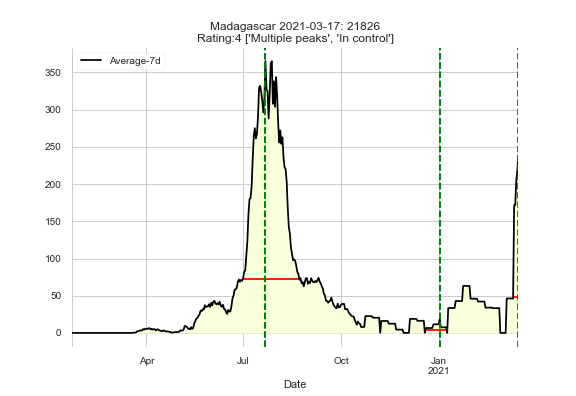 Madagascar 2021-03-17: 21826
Rating:4 ['Multiple peaks', 'In control']
Average-7d
350
300
250
200
150
100
50
0
Apr
Jul
Oct
Jan
2021
Date